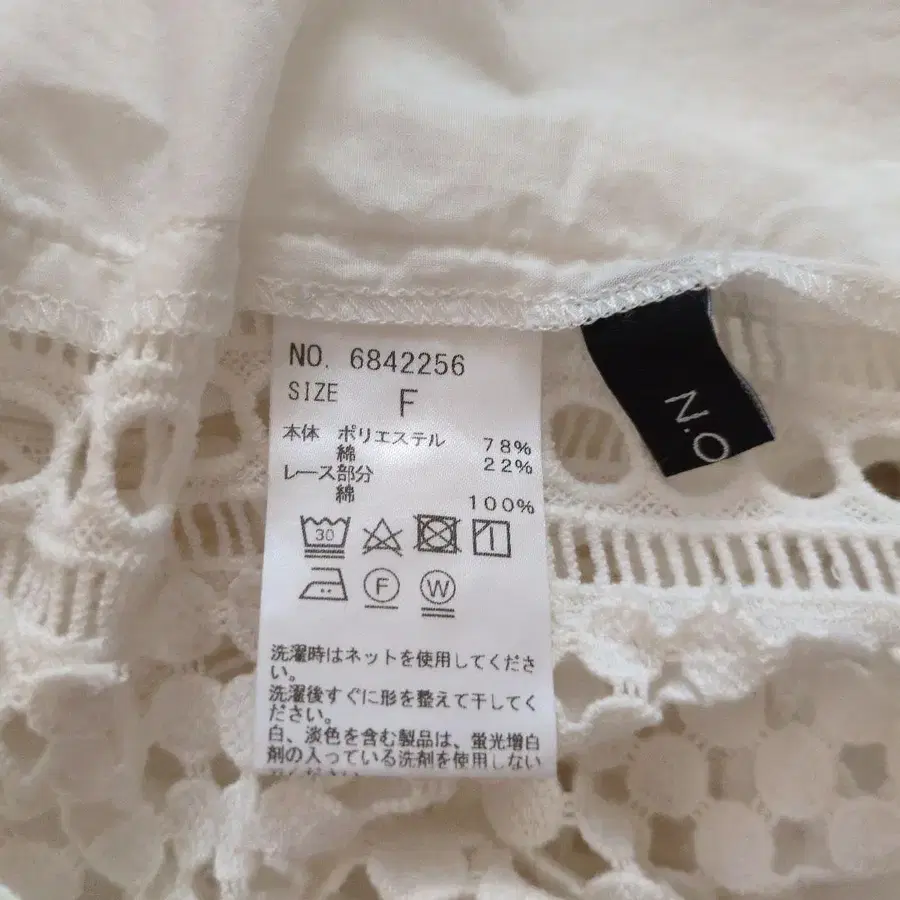 NO. 6842256
SIZE F
本体 ポリエステル 78%
綿 22%
レース部分
綿 100%
30
F W
洗濯時はネットを使用してくださ
い。
洗濯後すぐに形を整えて干してく
ださい。
白、淡色を含む製品は、蛍光増白
剤の入っている洗剤を使用しない
N.O